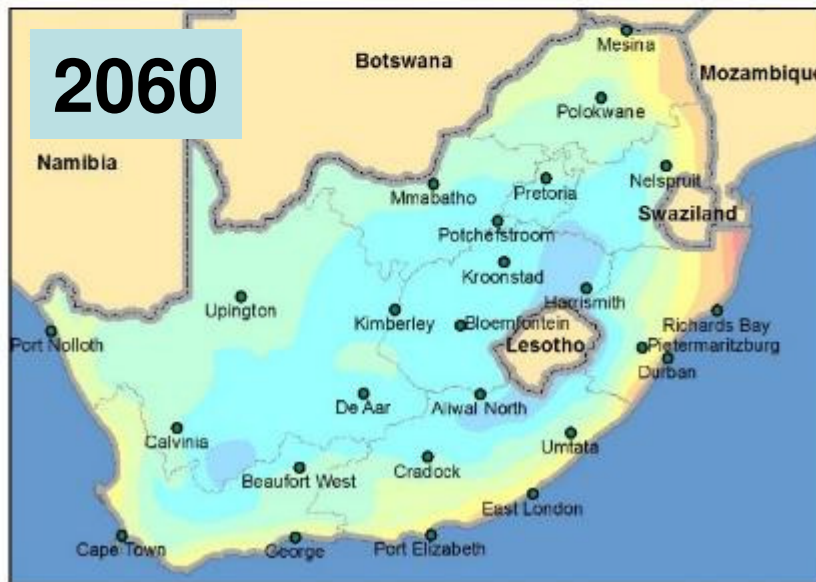 Mesina
Botswana
2060
Mozambique
Polokwane
Namibia
Nelspruit
Pretoria
Mmabatho
Swaziland
Potchefstroom
Kroonstad
Harrismith
Upington
Kimberley
Bloemfontein
Richards Bay
Port Nolloth
Lesotho
Pietermaritzburg
Durban
De Aar
Aliwal North
Calvinia
Umtata
Cradock
Beaufort West
East London
Cape Town
George
Port Elizabeth